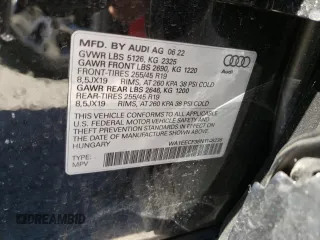 MFD. BY AUDI AG 06 22
GVWR LBS 5126, KG 2325
GAWR FRONT LBS 2690, KG 1220
FRONT-TIRES 255/45 R19
8,5JX19 RIMS, AT 260 KPA 38 PSI COLD
GAWR REAR LBS 2646, KG 1200
REAR-TIRES 255/45 R19
8,5JX19 RIMS, AT 260 KPA 38 PSI COLD
THIS VEHICLE CONFORMS TO ALL APPLICABLE
U.S. FEDERAL MOTOR VEHICLE SAFETY
AND THEFT PREVENTION STANDARDS IN EFFECT
ON THE DATE OF MANUFACTURE SHOWN ABOVE.
HUNGARY
TYPE:
MPV
DREAMBID